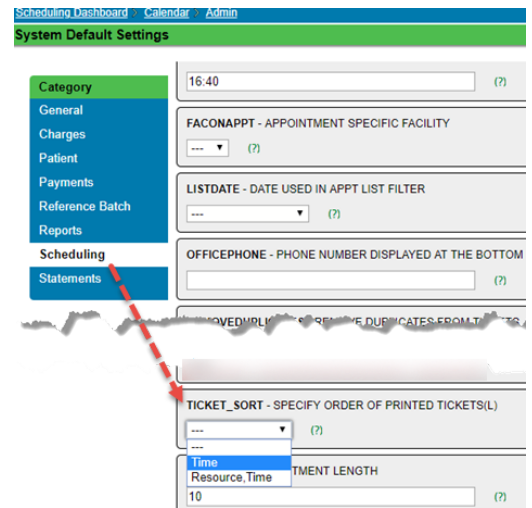 Scheduling Dashboard > Calendar > Admin
System Default Settings
Category
General
Charges
Patient
Payments
Reference Batch
Reports
Scheduling
Statements
16:40 (?)
FACONAPPT - APPOINTMENT SPECIFIC FACILITY
--- (?)
LISTDATE - DATE USED IN APPT LIST FILTER
--- (?)
OFFICEPHONE - PHONE NUMBER DISPLAYED AT THE BOTTOM
(?)
DUPLICATES FROM
TICKET_SORT - SPECIFY ORDER OF PRINTED TICKETS(L)
--- (?)
---
Time
Resource,Time
TMENT LENGTH
10 (?)